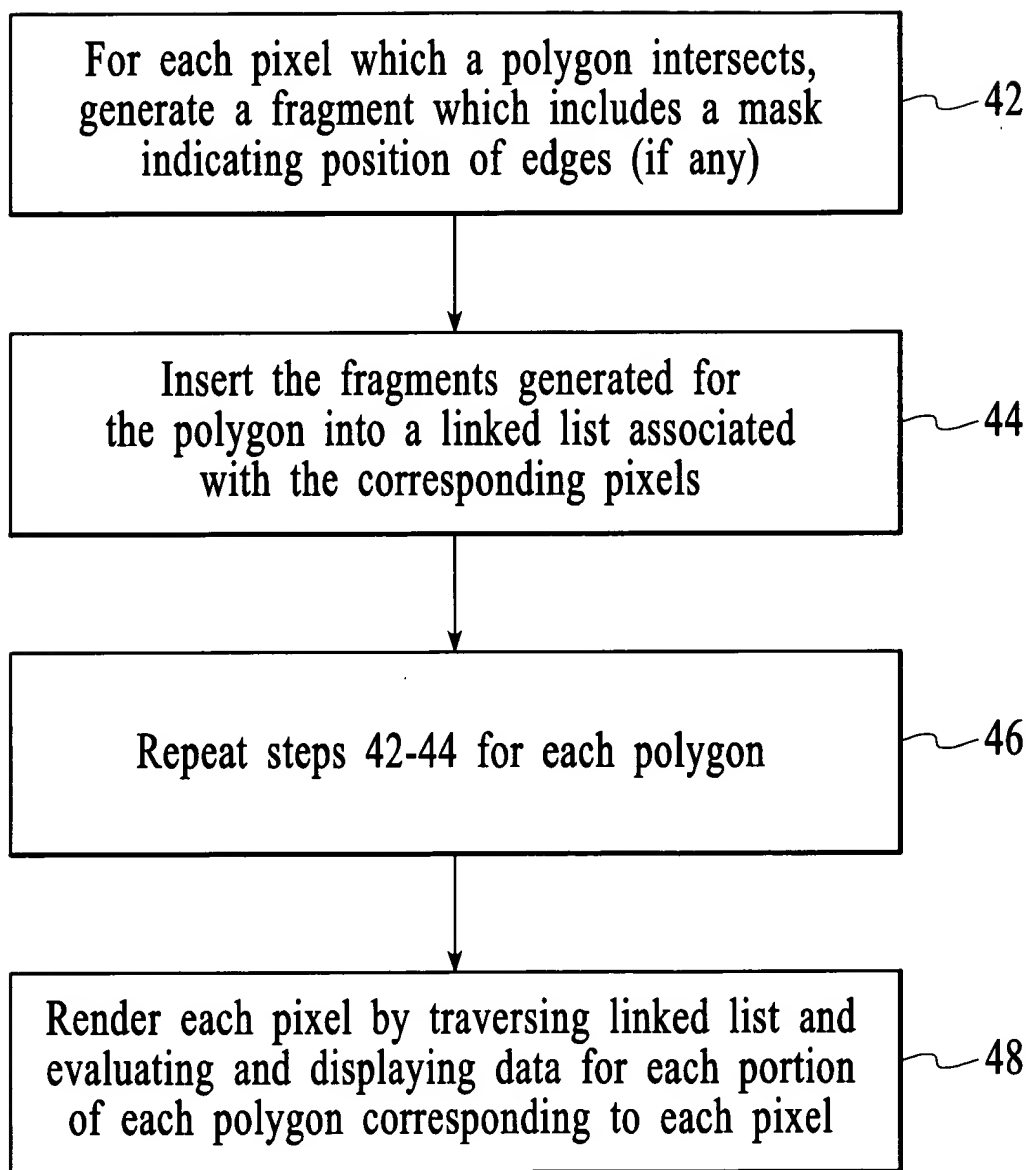 For each pixel which a polygon intersects,
generate a fragment which includes a mask
indicating position of edges (if any)
42
Insert the fragments generated for
the polygon into a linked list associated
with the corresponding pixels
44
Repeat steps 42-44 for each polygon
46
Render each pixel by traversing linked list and
evaluating and displaying data for each portion
of each polygon corresponding to each pixel
48